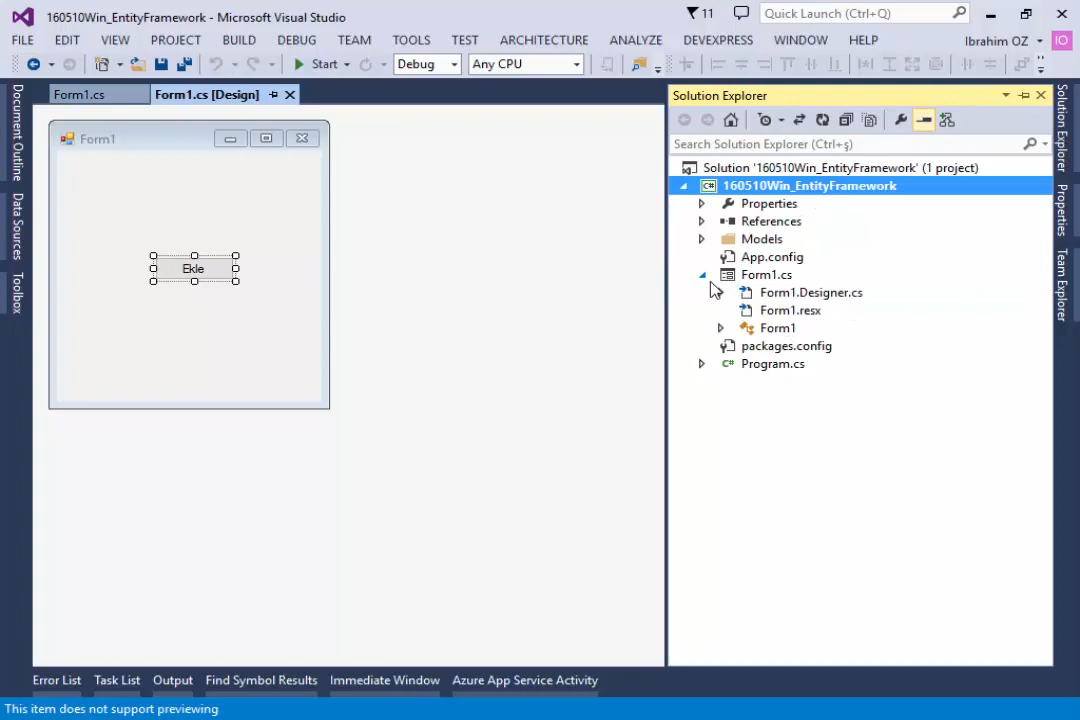 160510Win_EntityFramework - Microsoft Visual Studio
11
Quick Launch (Ctrl+Q)
FILE EDIT VIEW PROJECT BUILD DEBUG TEAM TOOLS TEST ARCHITECTURE ANALYZE DEVEXPRESS WINDOW HELP
Ibrahim OZ
IO
Start
Debug
Any CPU
Document Outline
Data Sources
Toolbox
Form1.cs
Form1.cs [Design]
Form1
Ekle
Solution Explorer
Search Solution Explorer (Ctrl+ş)
Solution '160510Win_EntityFramework' (1 project)
C# 160510Win_EntityFramework
Properties
References
Models
App.config
Form1.cs
Form1.Designer.cs
Form1.resx
Form1
packages.config
C# Program.cs
Solution Explorer
Properties
Team Explorer
Error List Task List Output Find Symbol Results Immediate Window Azure App Service Activity
This item does not support previewing